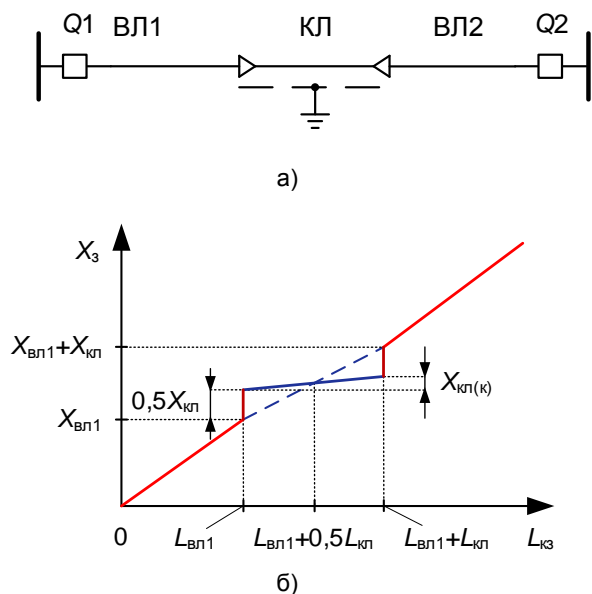 Q1 ВЛ1 КЛ ВЛ2 Q2
а)
Xз
Xвл1+Xкл
0,5Xкл
Xкл(к)
Xвл1
0 Lвл1 Lвл1+0,5Lкл Lвл1+Lкл Lкз
б)